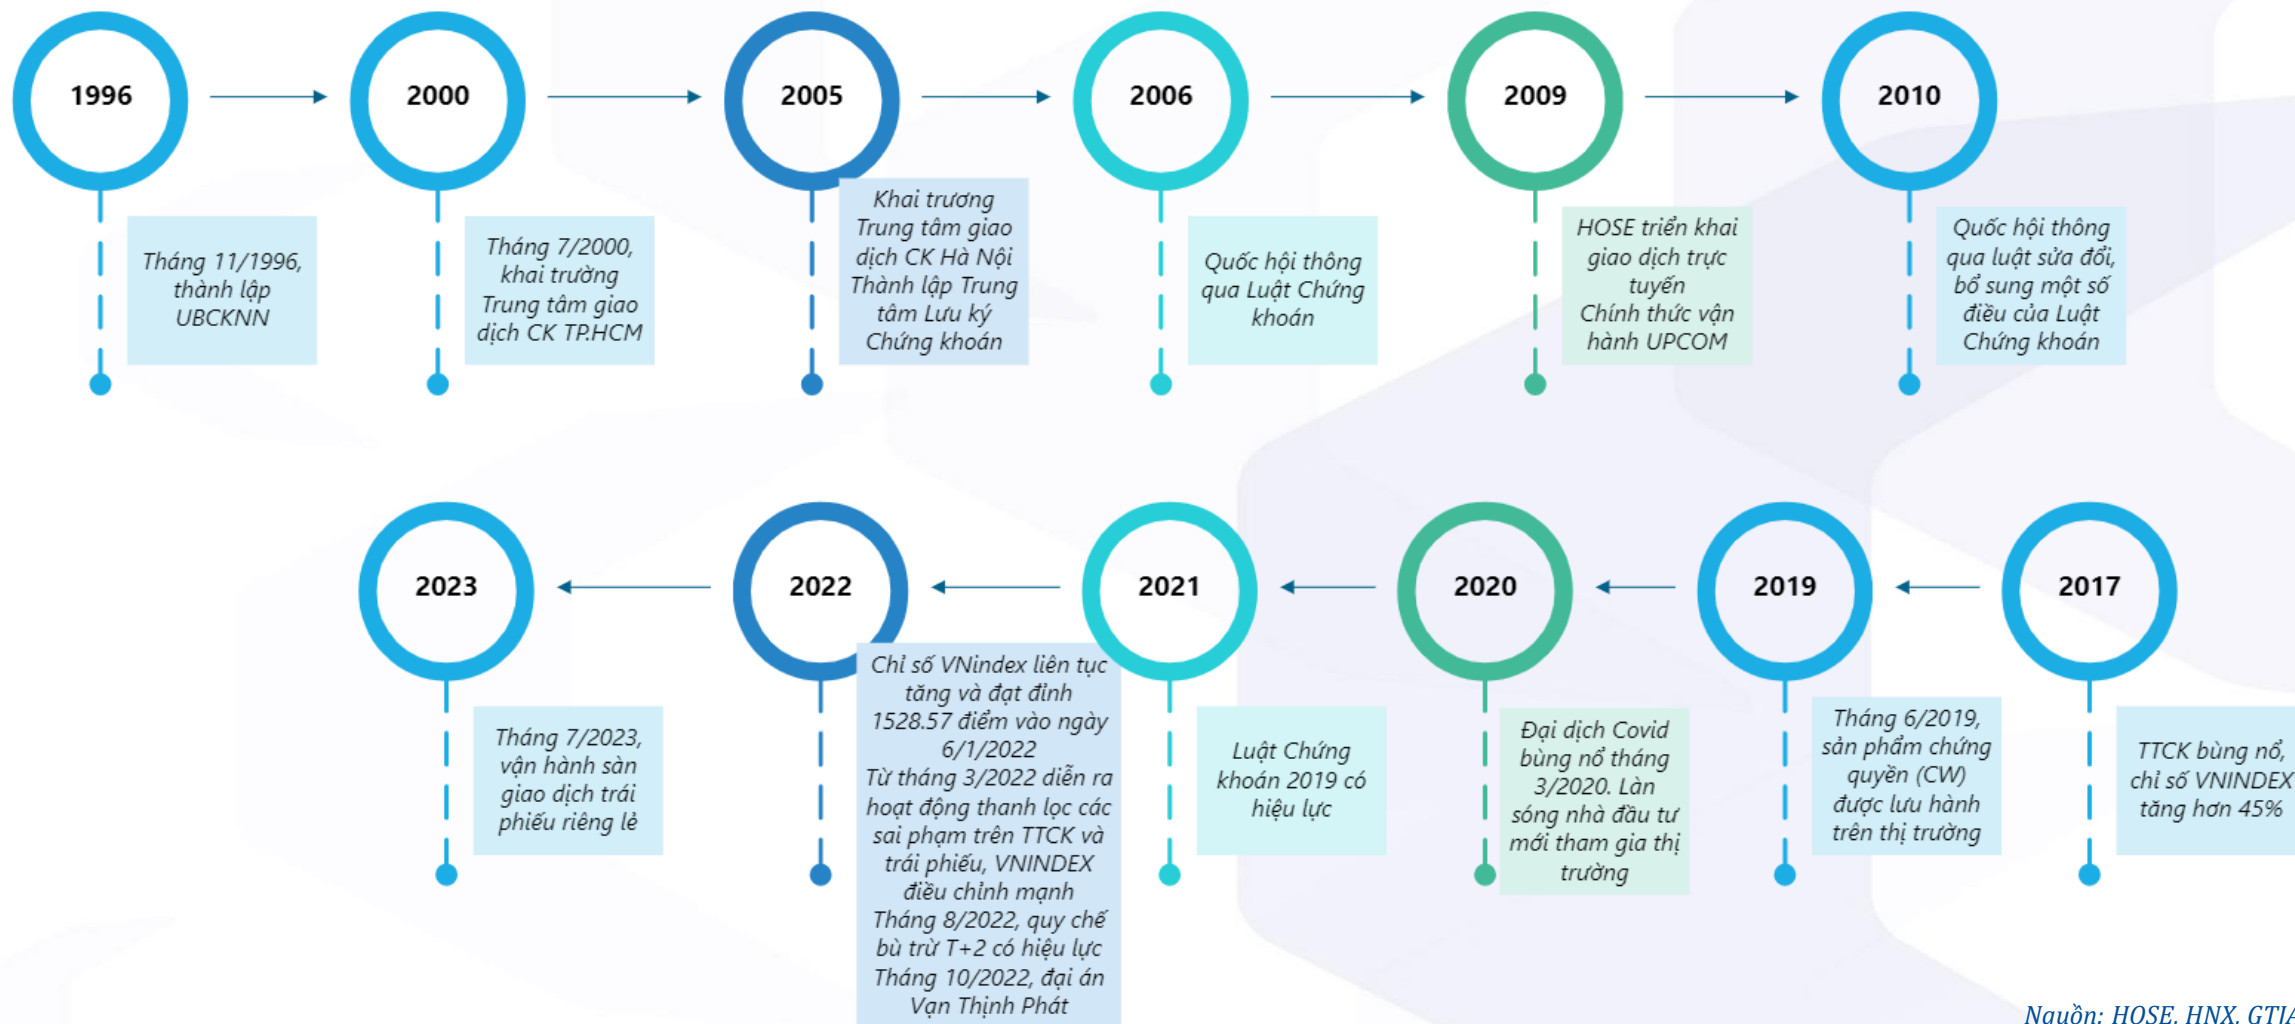 1996
2000
2005
2006
2009
2010
Tháng 11/1996,
thành lập
UBCKNN
Tháng 7/2000,
khai trường
Trung tâm giao
dịch CK TP.HCM
Khai trương
Trung tâm giao
dịch CK Hà Nội
Thành lập Trung
tâm Lưu ký
Chứng khoán
Quốc hội thông
qua Luật Chứng
khoán
HOSE triển khai
giao dịch trực
tuyến
Chính thức vận
hành UPCOM
Quốc hội thông
qua luật sửa đổi,
bổ sung một số
điều của Luật
Chứng khoán
2023
2022
2021
2020
2019
2017
Tháng 7/2023,
vận hành sàn
giao dịch trái
phiếu riêng lẻ
Chỉ số VNindex liên tục
tăng và đạt đỉnh
1528.57 điểm vào ngày
6/1/2022
Từ tháng 3/2022 diễn ra
hoạt động thanh lọc các
sai phạm trên TTCK và
trái phiếu, VNINDEX
điều chỉnh mạnh
Tháng 8/2022, quy chế
bù trừ T+2 có hiệu lực
Tháng 10/2022, đại án
Vạn Thịnh Phát
Luật Chứng
khoán 2019 có
hiệu lực
Đại dịch Covid
bùng nổ tháng
3/2020. Làn
sóng nhà đầu tư
mới tham gia thị
trường
Tháng 6/2019,
sản phẩm chứng
quyền (CW)
được lưu hành
trên thị trường
TTCK bùng nổ,
chỉ số VNINDEX
tăng hơn 45%
Nguồn: HOSE, HNX, GTJA